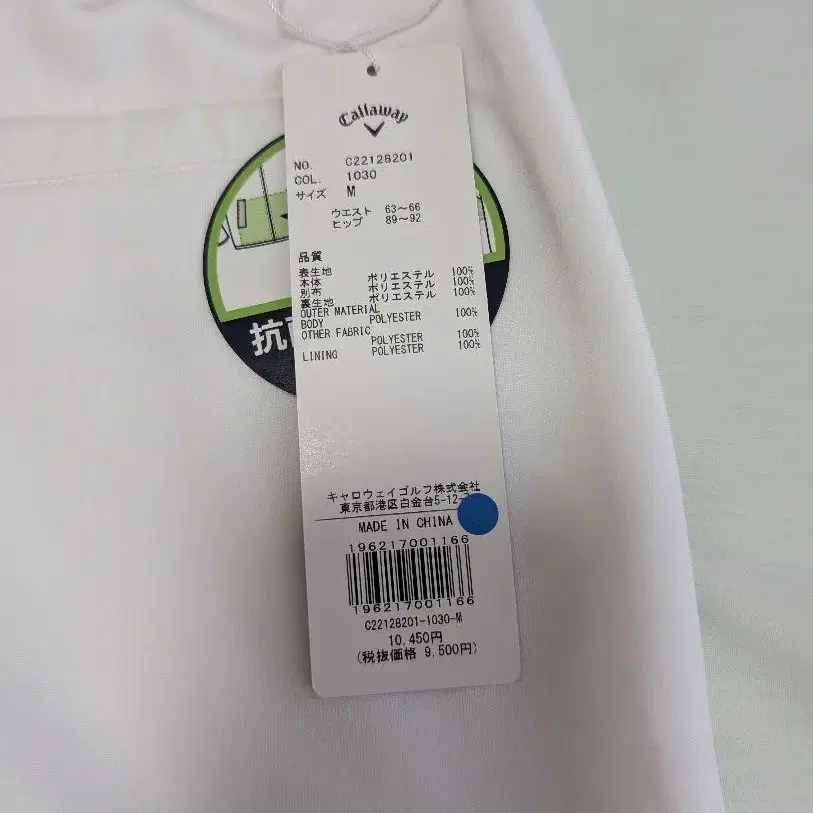 Callaway
NO. C22128201
COL. 1030
サイズ M
ウエスト 63～66
ヒップ 89～92
品質
表生地
本体 ポリエステル 100%
別布 ポリエステル 100%
裏生地 ポリエステル 100%
OUTER MATERIAL
BODY POLYESTER 100%
OTHER FABRIC
POLYESTER 100%
LINING POLYESTER 100%
抗
キャロウェイゴルフ株式会社
東京都港区白金台5-12-
MADE IN CHINA
196217001166
196217001166
C22128201-1030-M
10,450円
(税抜価格 9,500円)